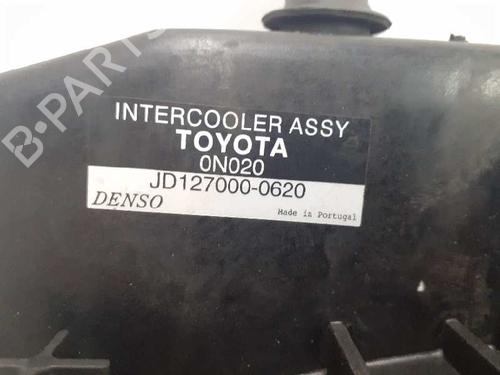 B-PARTS
INTERCOOLER ASSY
TOYOTA
0N020
JD127000-0620
DENSO
Made in Portugal